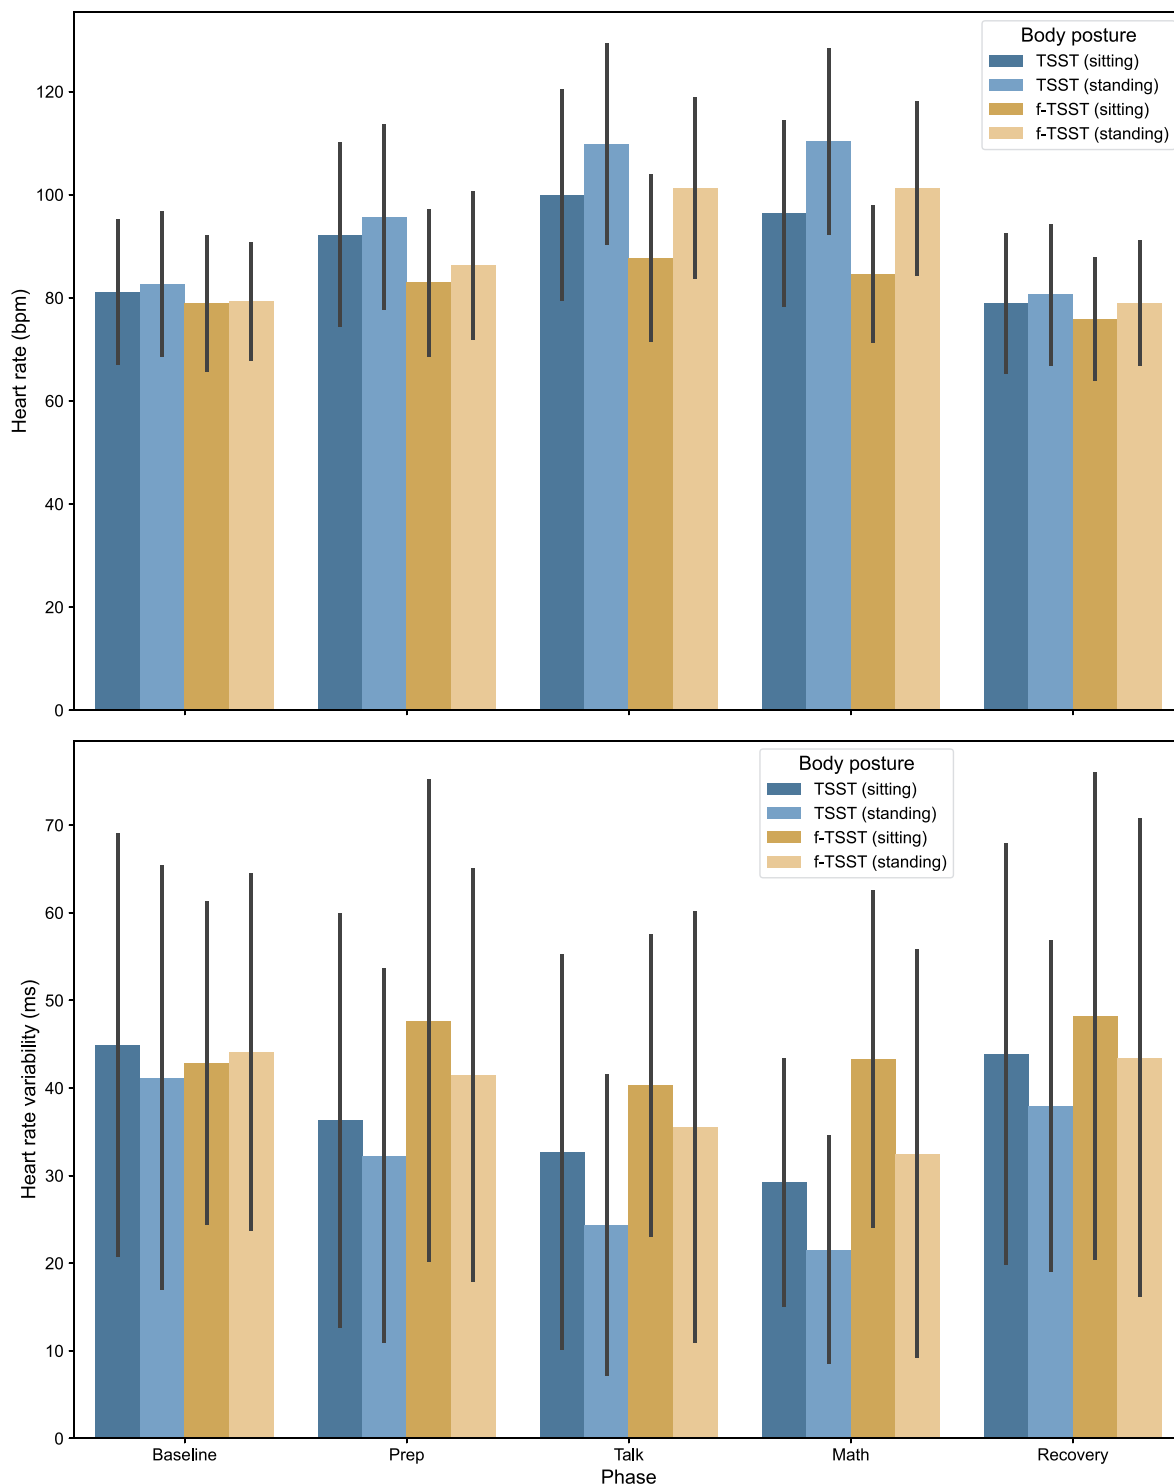 Heart rate (bpm)
120
100
80
60
40
20
0
Body posture
TSST (sitting)
TSST (standing)
f-TSST (sitting)
f-TSST (standing)
Heart rate variability (ms)
70
60
50
40
30
20
10
0
Body posture
TSST (sitting)
TSST (standing)
f-TSST (sitting)
f-TSST (standing)
Baseline Prep Talk Math Recovery
Phase